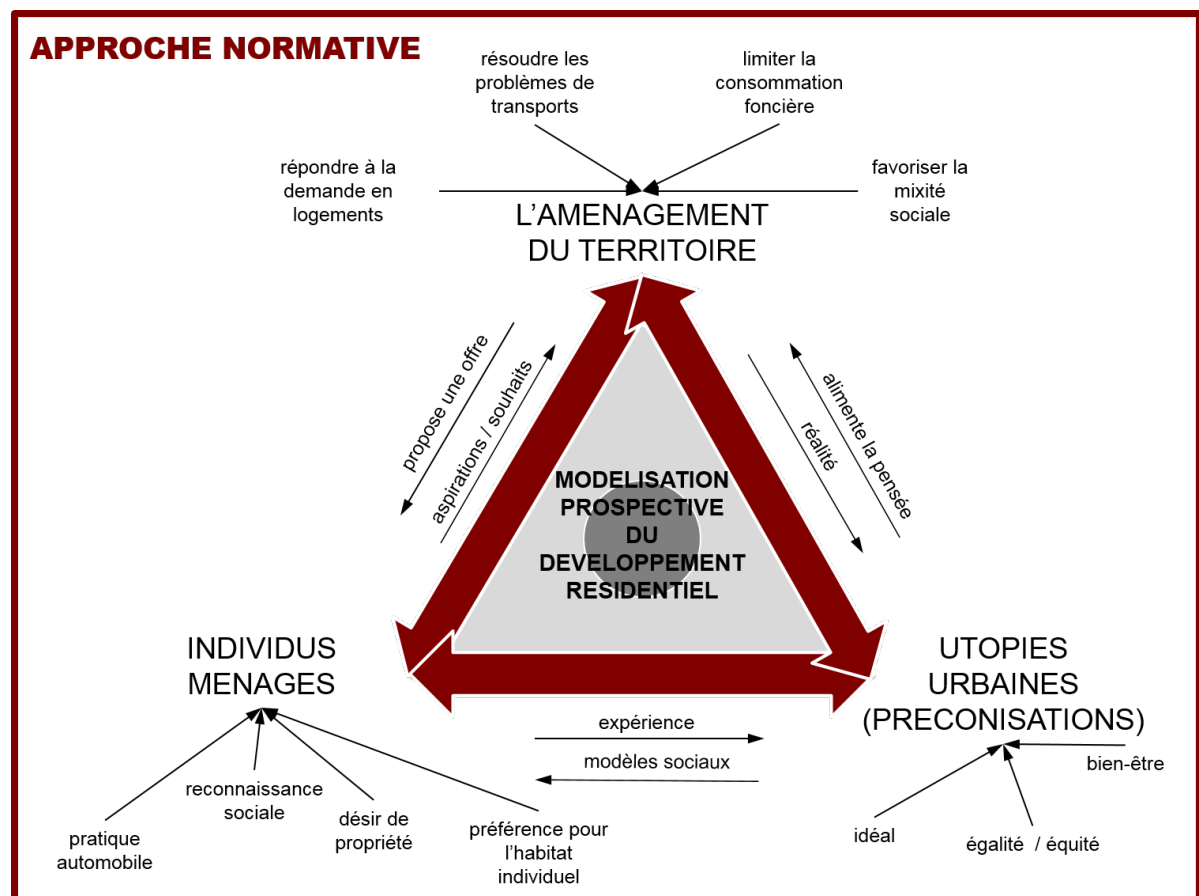 APPROCHE NORMATIVE
résoudre les
problèmes de
transports
limiter la
consommation
foncière
répondre à la
demande en
logements
favoriser la
mixité
sociale
L'AMENAGEMENT
DU TERRITOIRE
propose une offre
aspirations / souhaits
réalité
alimente la pensée
MODELISATION
PROSPECTIVE
DU
DEVELOPPEMENT
RESIDENTIEL
INDIVIDUS
MENAGES
UTOPIES
URBAINES
(PRECONISATIONS)
expérience
modèles sociaux
bien-être
reconnaissance
sociale
désir de
propriété
pratique
automobile
préférence pour
l'habitat
individuel
idéal
égalité / équité